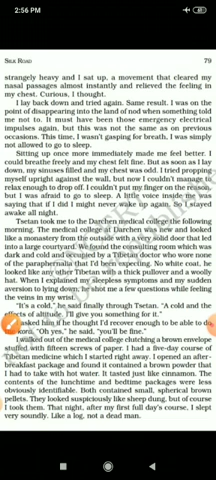 2:56 PM
SILK ROAD 79
strangely heavy and I sat up, a movement that cleared my
nasal passages almost instantly and relieved the feeling in
my chest. Curious, I thought.
I lay back down and tried again. Same result. I was on the
point of disappearing into the land of nod when something told me
not to. It must have been those emergency electrical
impulses again, but this was not the same as on previous
occasions. This time, I wasn't gasping for breath, I was simply
not allowed to go to sleep.
Sitting up once more immediately made me feel better. I
could breathe freely and my chest felt fine. But as soon as I lay
down, my sinuses filled and my chest was odd. I tried propping
myself upright against the wall, but now I couldn't manage to
relax enough to drop off. I couldn't put my finger on the reason,
but I was afraid to go to sleep. A little voice inside me was
saying that if I did I might never wake up again. So I stayed
awake all night.
Tsetan took me to the Darchen medical college the following
morning. The medical college at Darchen was new and looked
like a monastery from the outside with a very solid door that led
into a large courtyard. We found the consulting room which was
dark and cold and occupied by a Tibetan doctor who wore none
of the paraphernalia that I'd been expecting. No white coat, he
looked like any other Tibetan with a thick pullover and a woolly
hat. When I explained my sleepless symptoms and my sudden
aversion to lying down, he shot me a few questions while feeling
the veins in my wrist.
'It's a cold,' he said finally through Tsetan. 'A cold and the
effects of altitude. I'll give you something for it.'
asked him if he thought I'd recover enough to be able to do
the kora. 'Oh yes,' he said, 'you'll be fine.'
I walked out of the medical college clutching a brown envelope
stuffed with fifteen screws of paper. I had a five-day course of
Tibetan medicine which I started right away. I opened an after-
breakfast package and found it contained a brown powder that
I had to take with hot water. It tasted just like cinnamon. The
contents of the lunchtime and bedtime packages were less
obviously identifiable. Both contained small, spherical brown
pellets. They looked suspiciously like sheep dung, but of course
I took them. That night, after my first full day's course, I slept
very soundly. Like a log, not a dead man.